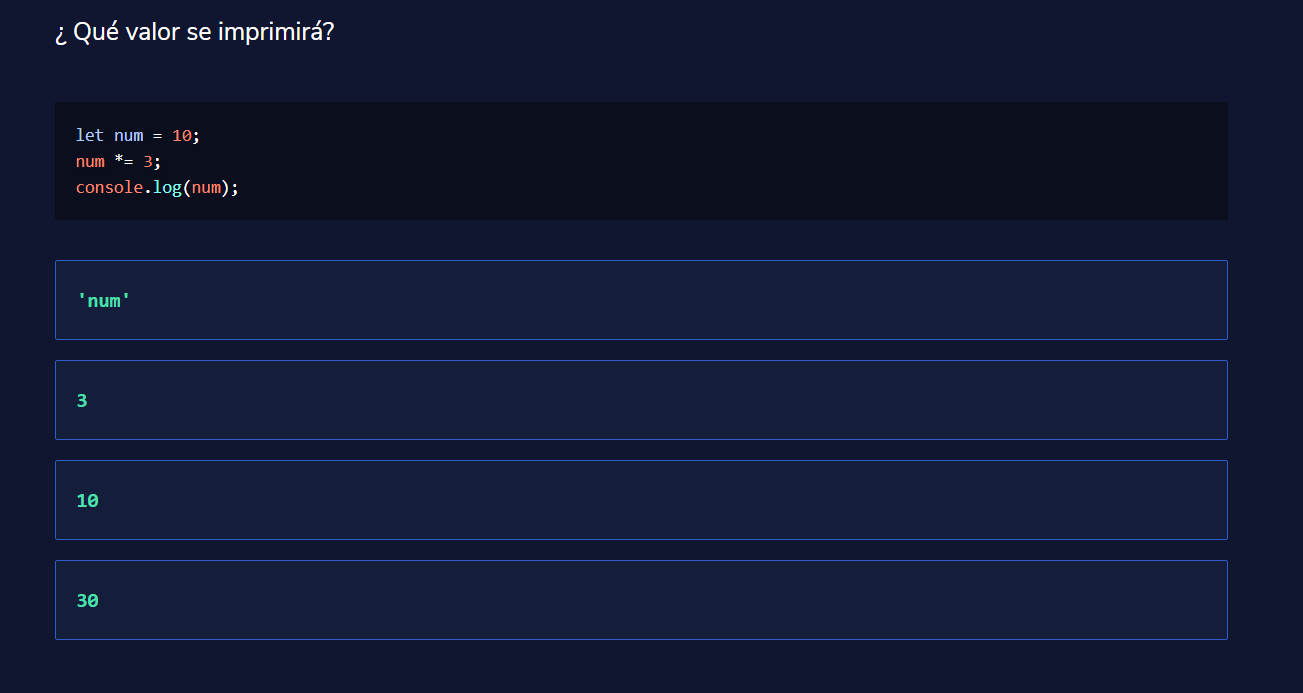 ¿ Qué valor se imprimirá?
let num = 10;
num *= 3;
console.log(num);
'num'
3
10
30